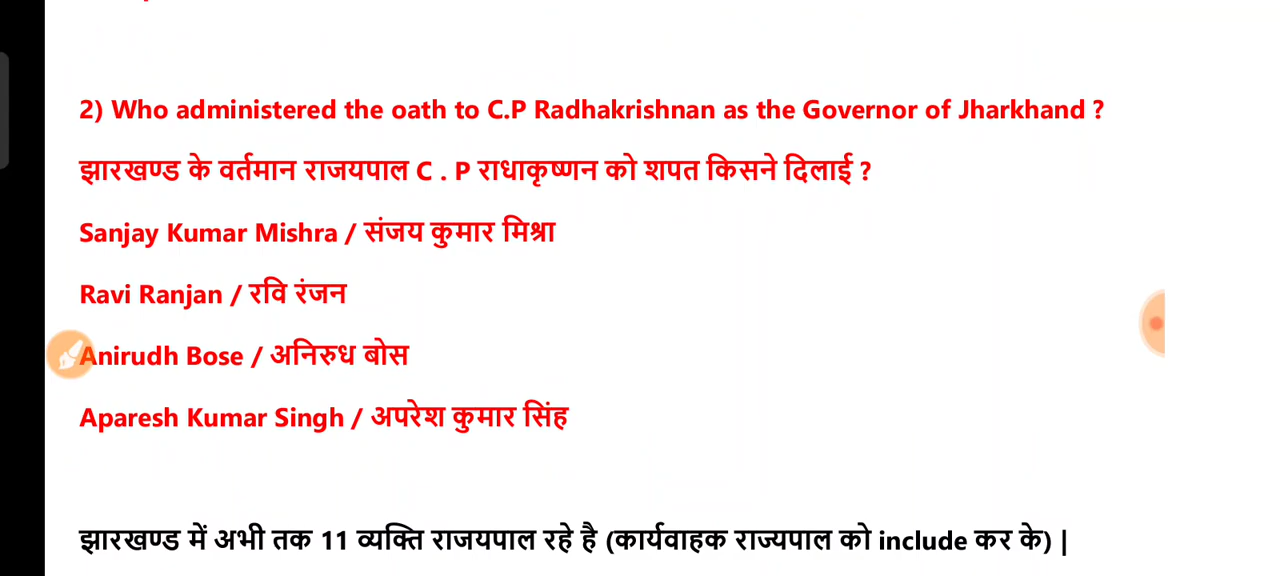 2) Who administered the oath to C.P Radhakrishnan as the Governor of Jharkhand ?
झारखण्ड के वर्तमान राजयपाल C . P राधाकृष्णन को शपत किसने दिलाई ?
Sanjay Kumar Mishra / संजय कुमार मिश्रा
Ravi Ranjan / रवि रंजन
Anirudh Bose / अनिरुध बोस
Aparesh Kumar Singh / अपरेश कुमार सिंह
झारखण्ड में अभी तक 11 व्यक्ति राजयपाल रहे है (कार्यवाहक राज्यपाल को include कर के) |